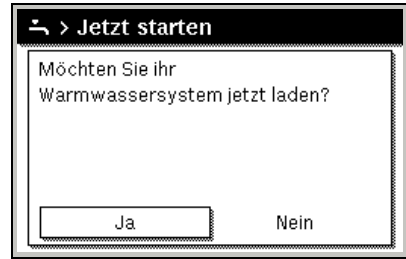 > Jetzt starten
Möchten Sie ihr
Warmwassersystem jetzt laden?
Ja
Nein